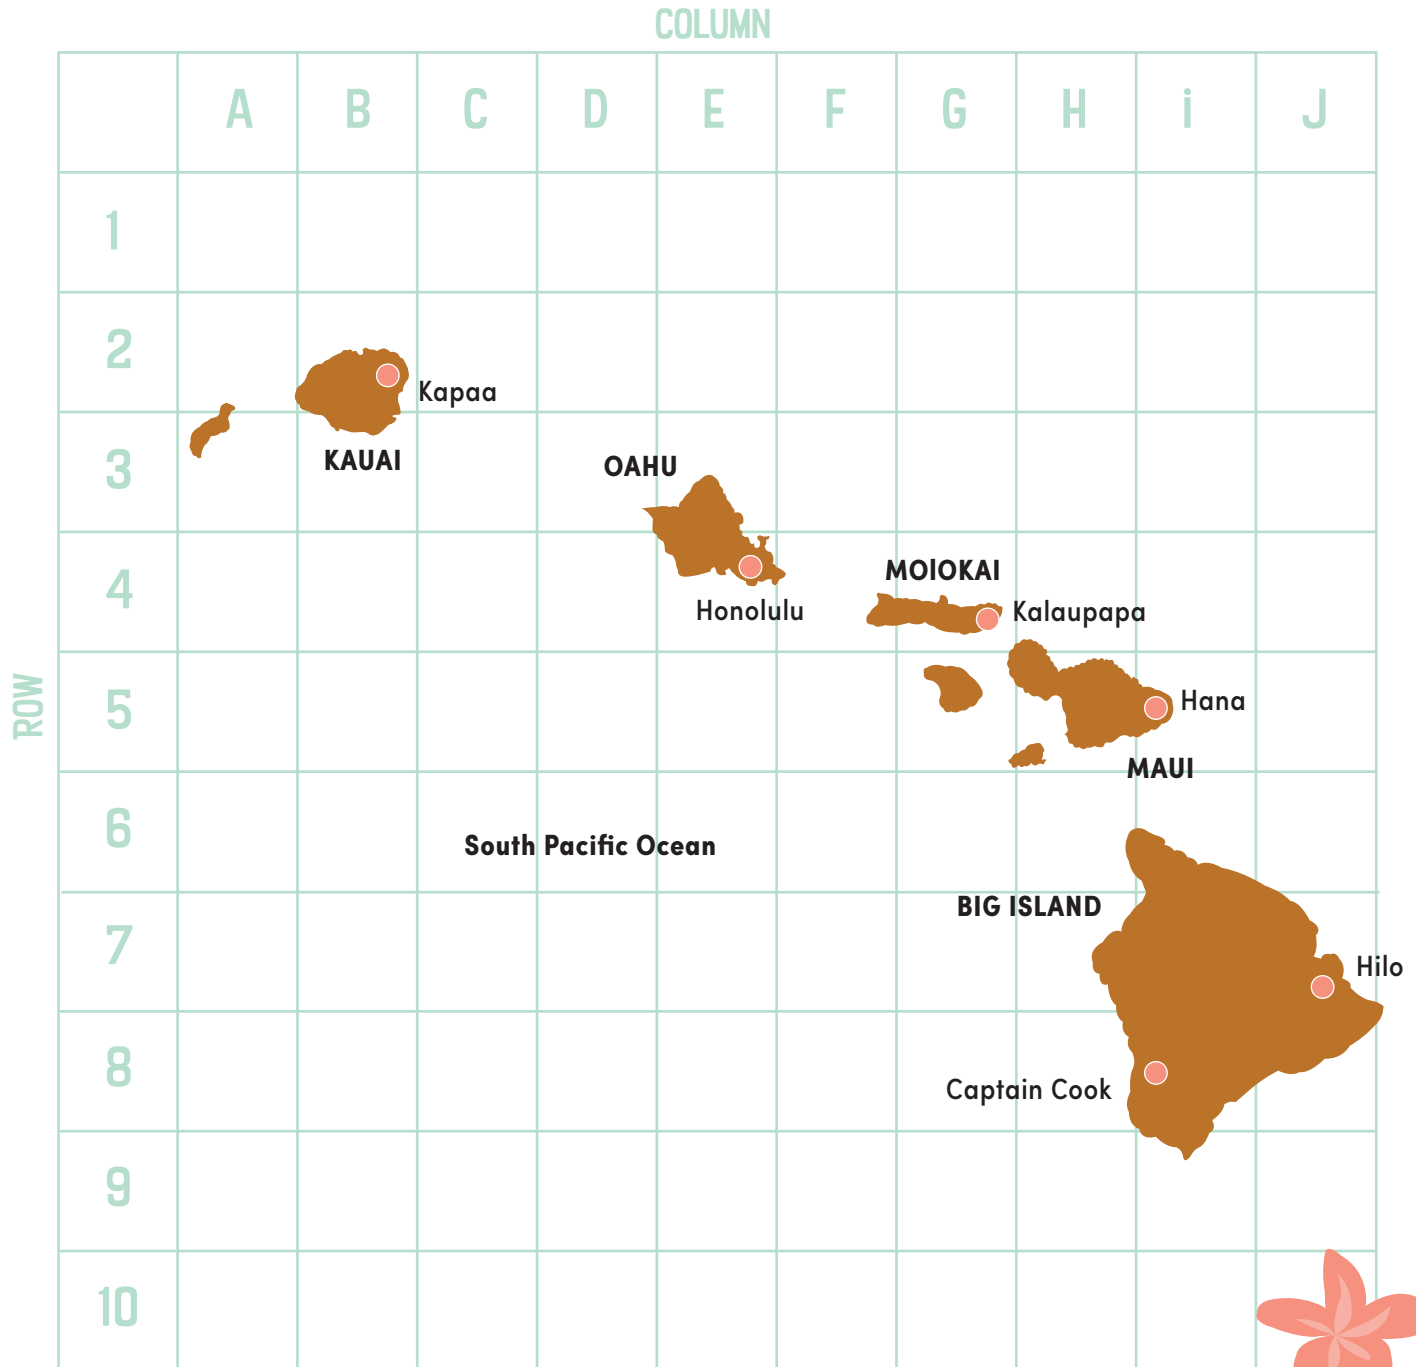 COLUMN
A B C D E F G H i J
1
2
Kapaa
3
KAUAI
OAHU
4
MOlOKAI
Honolulu
Kalaupapa
ROW
5
Hana
MAUI
6
South Pacific Ocean
BIG ISLAND
7
Hilo
8
Captain Cook
9
10